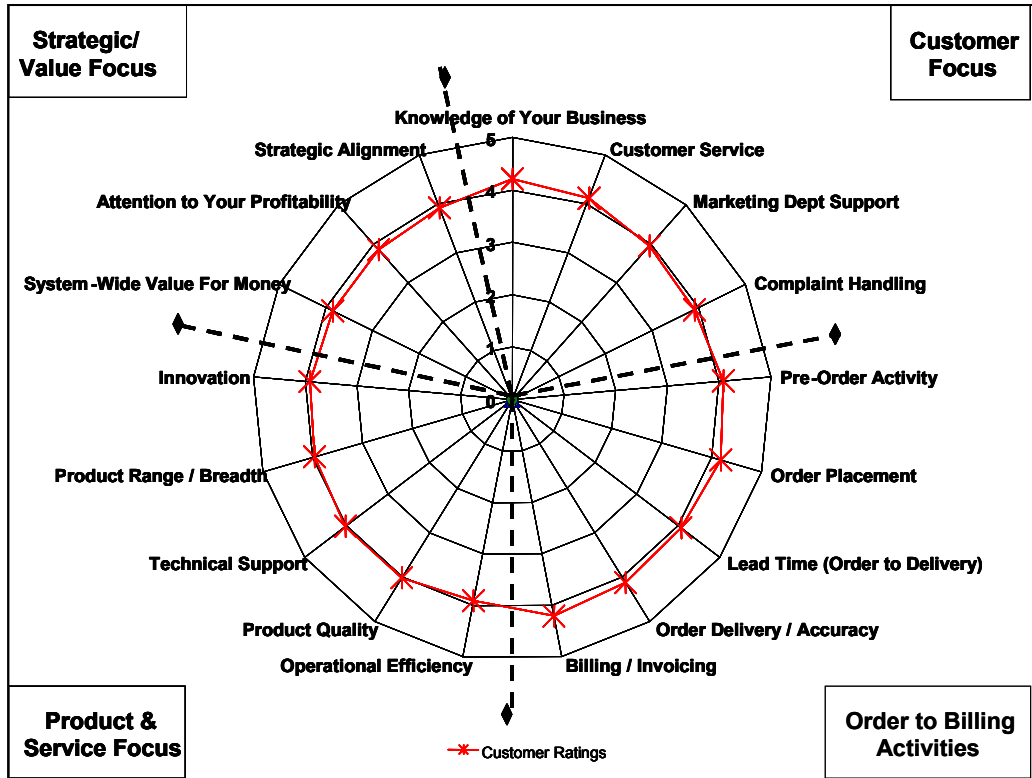 Strategic/
Value Focus
Customer
Focus
Knowledge of Your Business
Strategic Alignment
5
Customer Service
Attention to Your Profitability
4
Marketing Dept Support
3
System-Wide Value For Money
Complaint Handling
2
1
Innovation
Pre-Order Activity
0
Product Range / Breadth
Order Placement
Technical Support
Lead Time (Order to Delivery)
Product Quality
Order Delivery / Accuracy
Operational Efficiency
Billing / Invoicing
Product &
Service Focus
Order to Billing
Activities
Customer Ratings